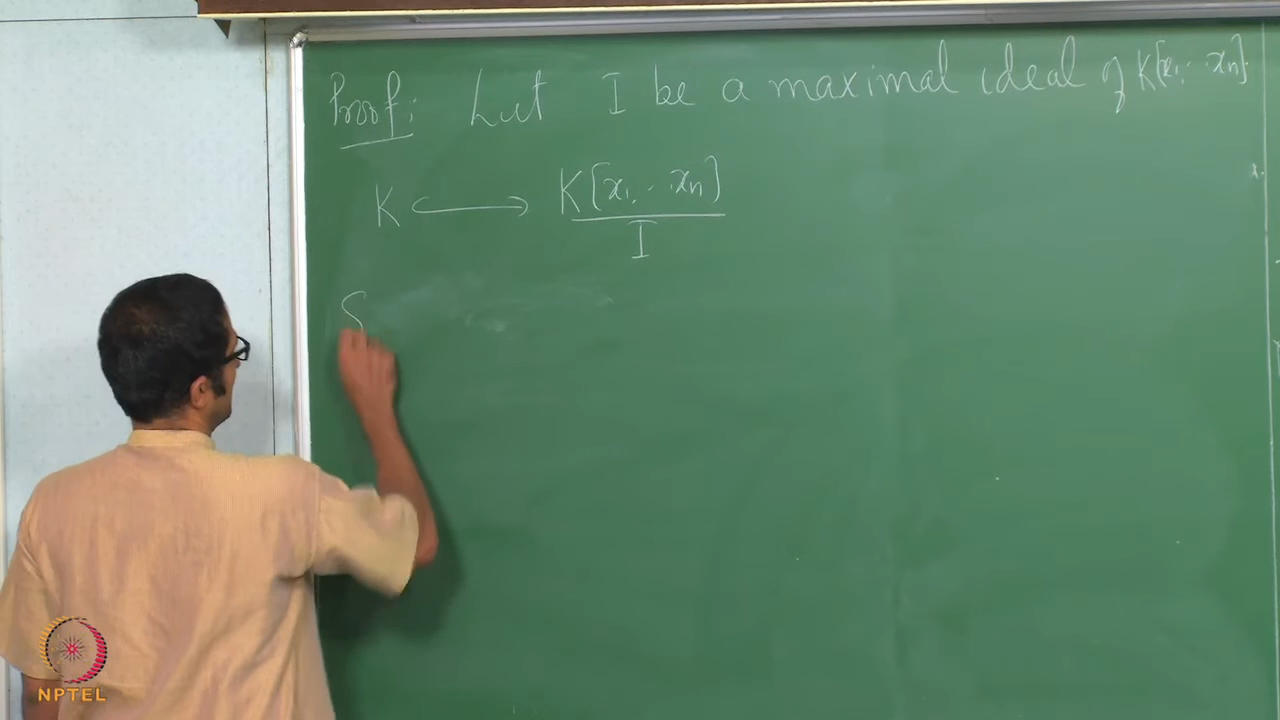 Proof: Let I be a maximal ideal of K[x₁ ·· xₙ].
K ⟷ K[x₁ ·· xₙ]
I
S
NPTEL